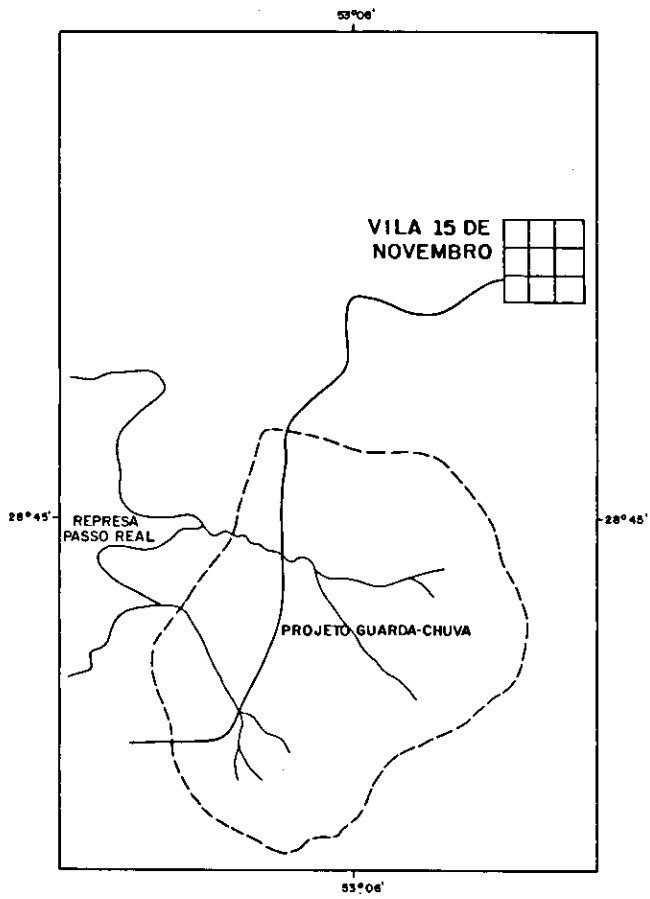 53°06'
VILA 15 DE
NOVEMBRO
28°45'
REPRESA
PASSO REAL
28°45'
PROJETO GUARDA-CHUVA
53°06'